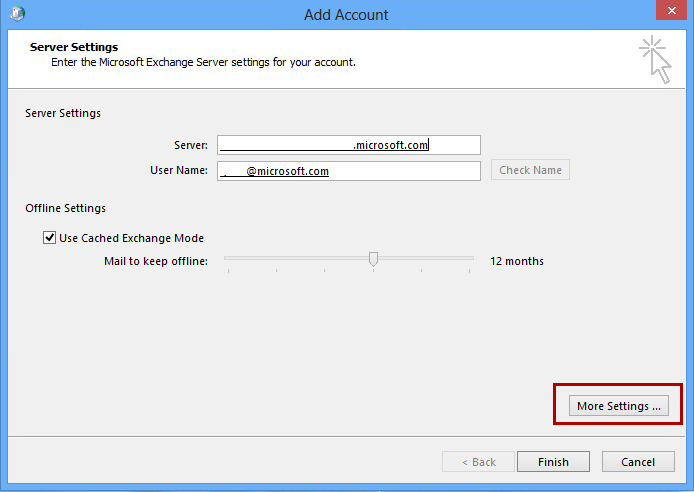 Add Account
Server Settings
Enter the Microsoft Exchange Server settings for your account.
Server Settings
Server: .microsoft.com
User Name: @microsoft.com Check Name
Offline Settings
Use Cached Exchange Mode
Mail to keep offline: 12 months
More Settings ...
< Back Finish Cancel